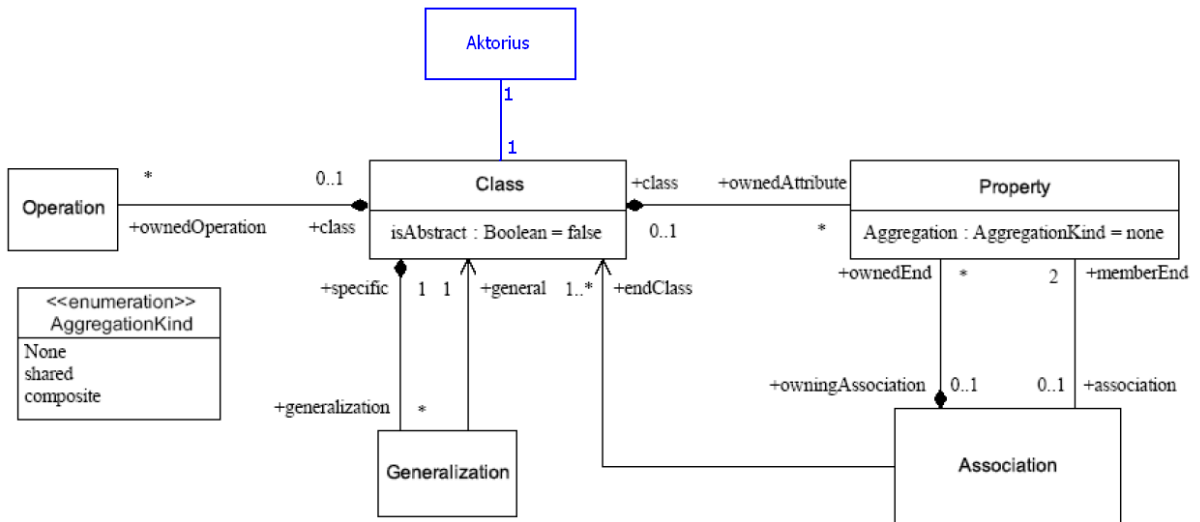 Aktorius
1
1
Operation
*
0..1
+ownedOperation
+class
Class
isAbstract : Boolean = false
+class
+ownedAttribute
0..1
*
Property
Aggregation : AggregationKind = none
<<enumeration>>
AggregationKind
None
shared
composite
+specific
1
1
+general
1..*
+endClass
+ownedEnd
*
2
+memberEnd
+generalization
*
+owningAssociation
0..1
0..1
+association
Generalization
Association